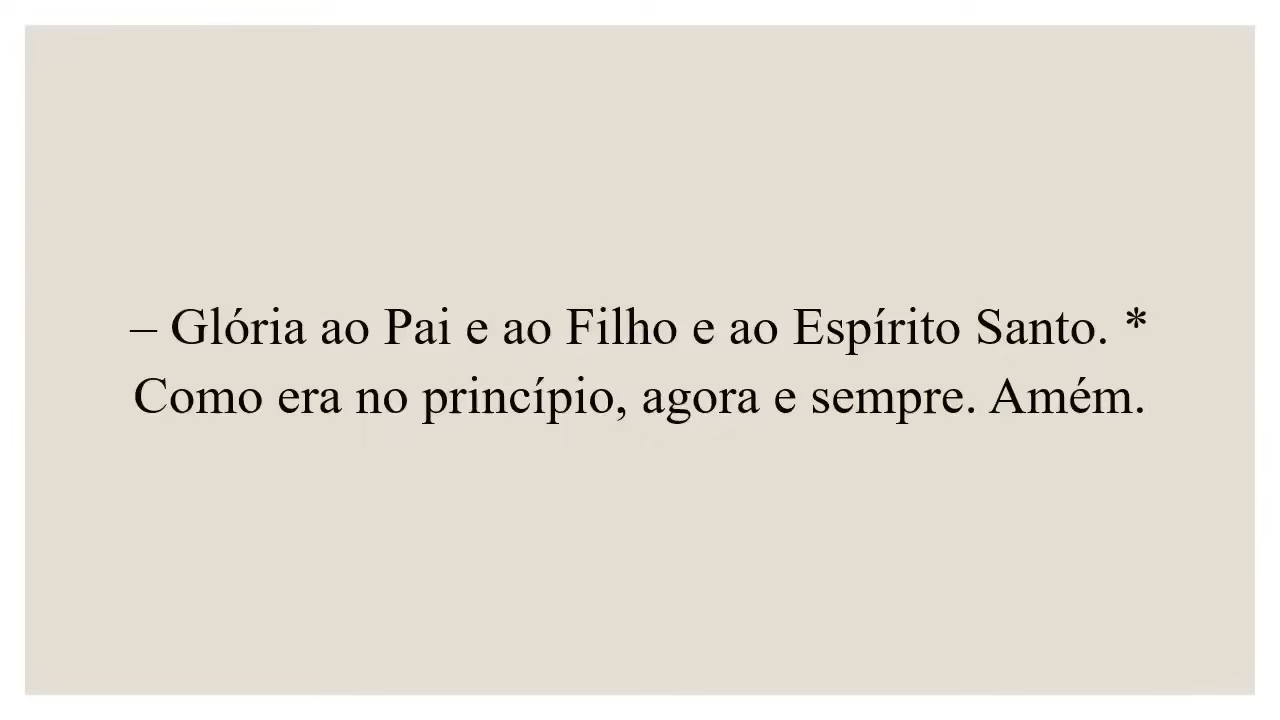 – Glória ao Pai e ao Filho e ao Espírito Santo. *
Como era no princípio, agora e sempre. Amém.